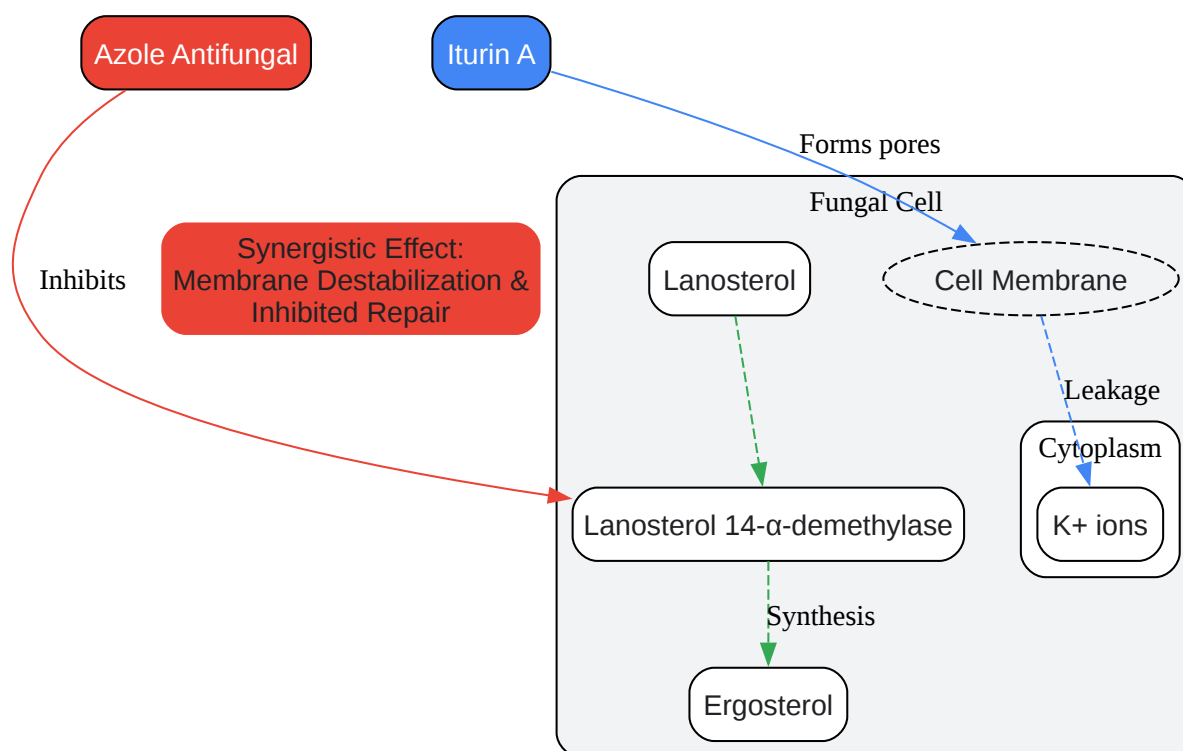 Azole Antifungal
Iturin A
Forms pores
Fungal Cell
Synergistic Effect:
Membrane Destabilization &
Inhibited Repair
Inhibits
Lanosterol
Cell Membrane
Leakage
Cytoplasm
Lanosterol 14-α-demethylase
K+ ions
Synthesis
Ergosterol